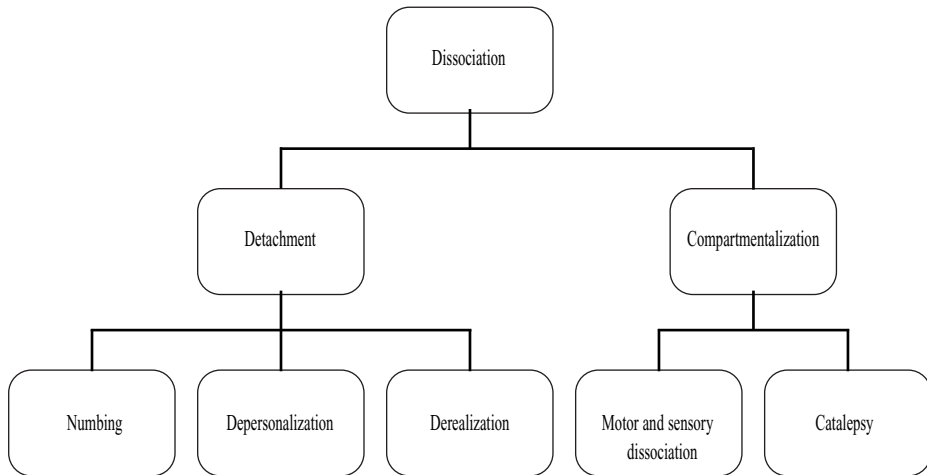 Dissociation
Detachment
Compartmentalization
Numbing
Depersonalization
Derealization
Motor and sensory
dissociation
Catalepsy